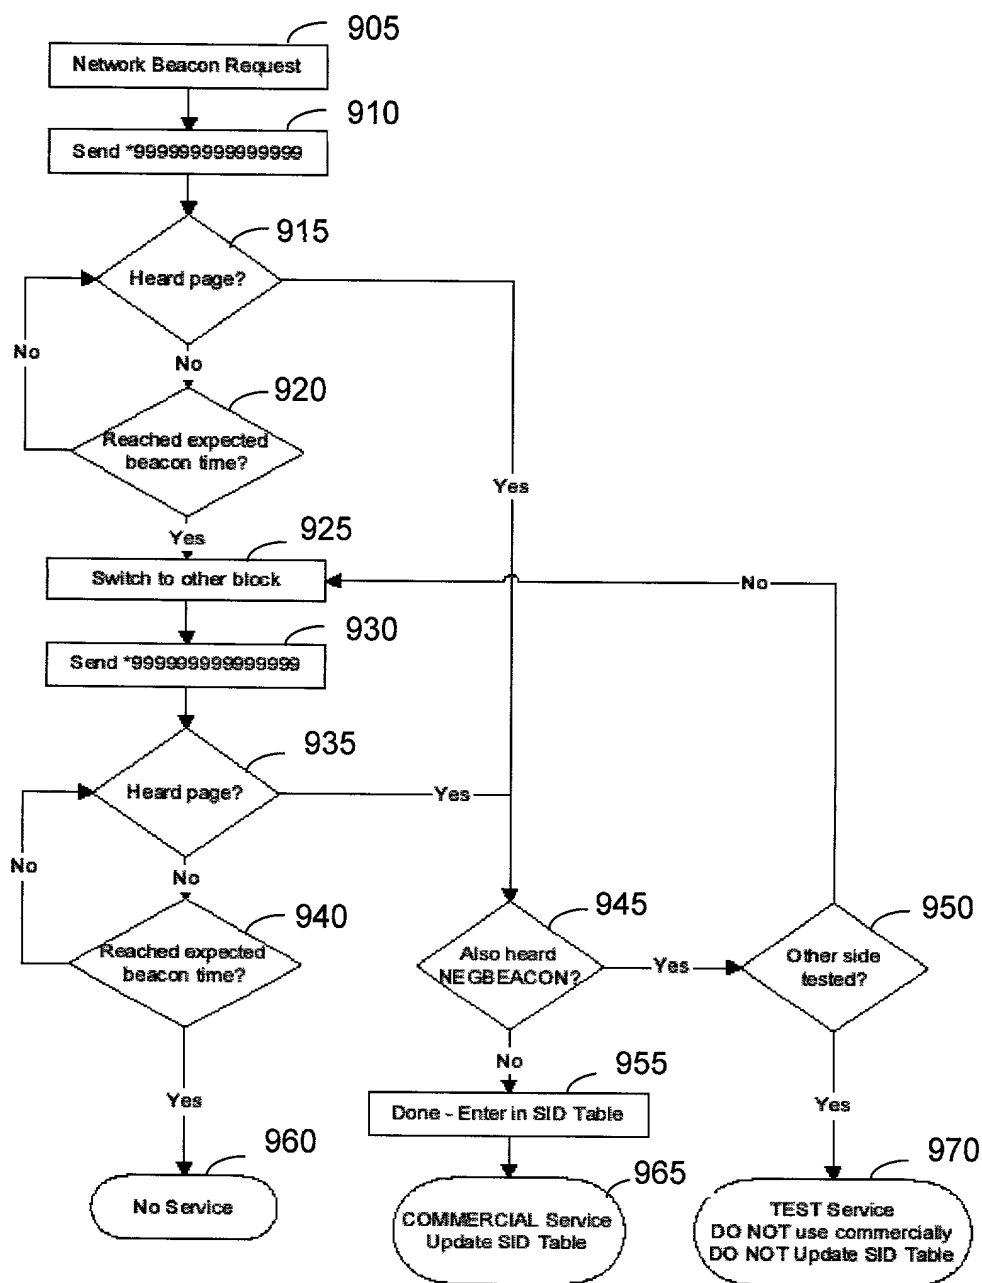 905
Network Beacon Request
910
Send *999999999999999
915
Heard page?
No
No
920
Reached expected
beacon time?
Yes
Yes
925
Switch to other block
No
930
Send *999999999999999
935
Heard page?
Yes
No
No
940
Reached expected
beacon time?
945
Also heard
NEGBEACON?
Yes
950
Other side
tested?
No
955
Done - Enter in SID Table
Yes
Yes
960
No Service
965
COMMERCIAL Service
Update SID Table
970
TEST Service
DO NOT use commercially
DO NOT Update SID Table